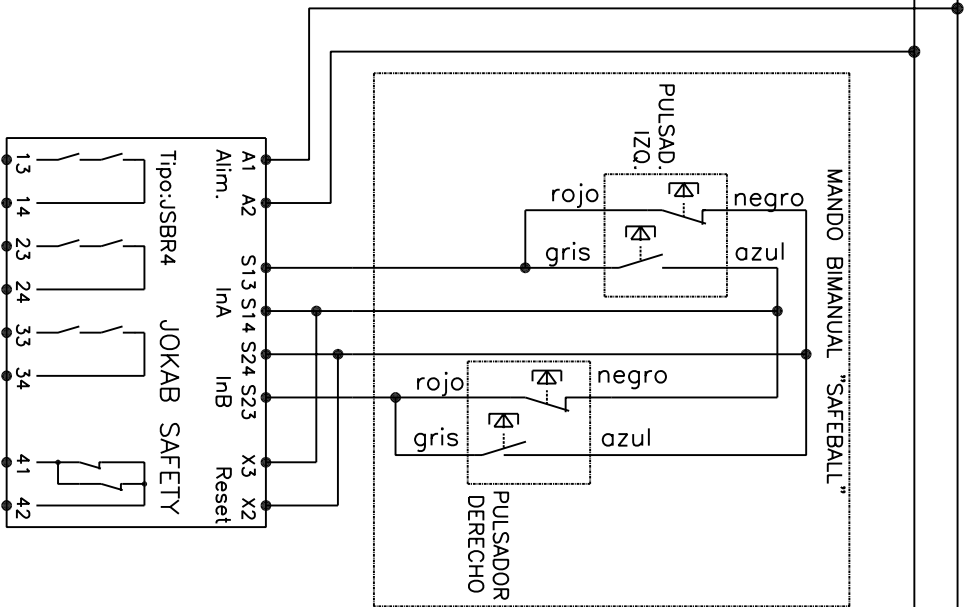 MANDO BIMANUAL "SAFEBALL"
PULSAD.
IZQ.
rojo
negro
gris
azul
rojo
negro
gris
azul
PULSADOR
DERECHO
A1
A2
S13
S14
S24
S23
X3
X2
Alim.
InA
InB
Reset
Tipo:JSBR4
JOKAB SAFETY
13
14
23
24
33
34
41
42